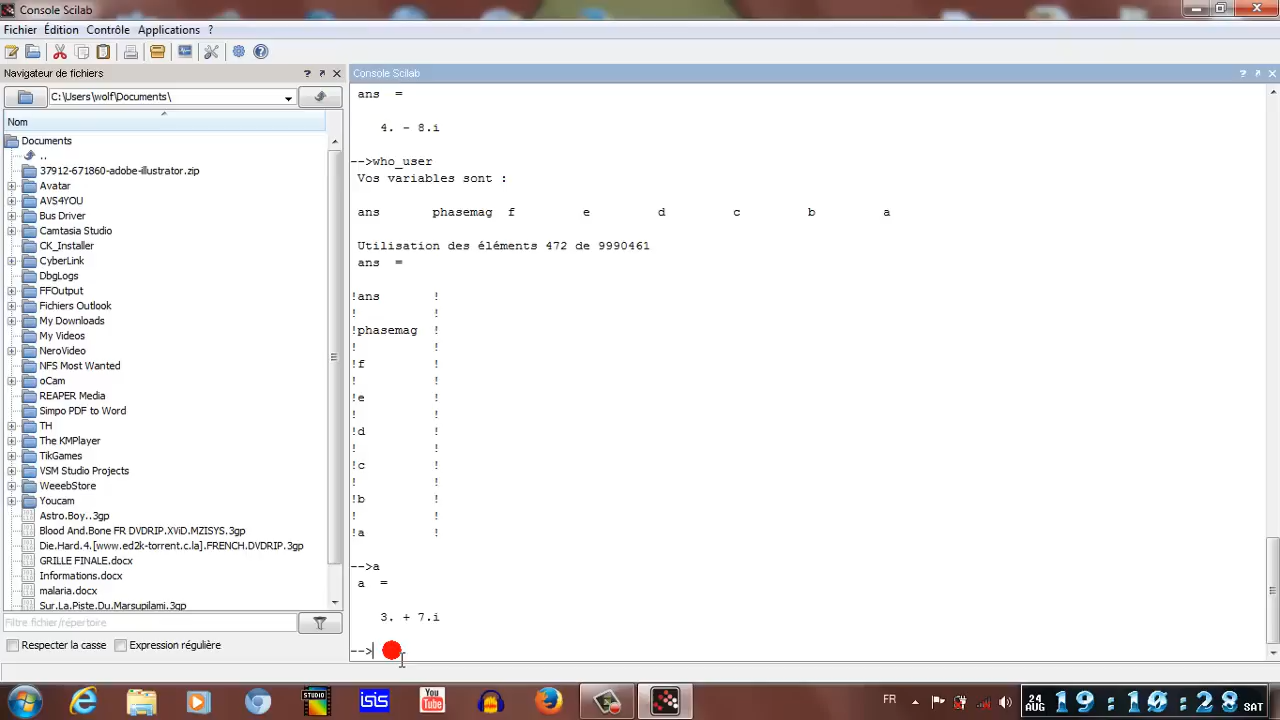 Console Scilab
Fichier Édition Contrôle Applications ?
Navigateur de fichiers ?
C:\Users\wolf\Documents\
Nom
Documents
..
37912-671860-adobe-illustrator.zip
Avatar
AVS4YOU
Bus Driver
Camtasia Studio
CK_Installer
CyberLink
DbgLogs
FFOutput
Fichiers Outlook
My Downloads
My Videos
NeroVideo
NFS Most Wanted
oCam
REAPER Media
Simpo PDF to Word
TH
The KMPlayer
TikGames
VSM Studio Projects
WeeebStore
Youcam
Astro.Boy..3gp
Blood And.Bone FR DVDRIP.XViD.MZISYS.3gp
Die.Hard.4.[www.ed2k-torrent.c.la].FRENCH.DVDRIP.3gp
GRILLE FINALE.docx
Informations.docx
malaria.docx
Sur.La.Piste.Du.Marsupilami.3gp
Filtre fichier/répertoire
Respecter la casse Expression régulière
Console Scilab ?
ans =
4. - 8.i
-->who_user
Vos variables sont :
ans phasemag f e d c b a
Utilisation des éléments 472 de 9990461
ans =
!ans !
! !
!phasemag !
! !
!f !
! !
!e !
! !
!d !
! !
!c !
! !
!b !
! !
!a !
-->a
a =
3. + 7.i
-->
STUDIO isis You Tube FR 24 AUG 19:10:28 SAT